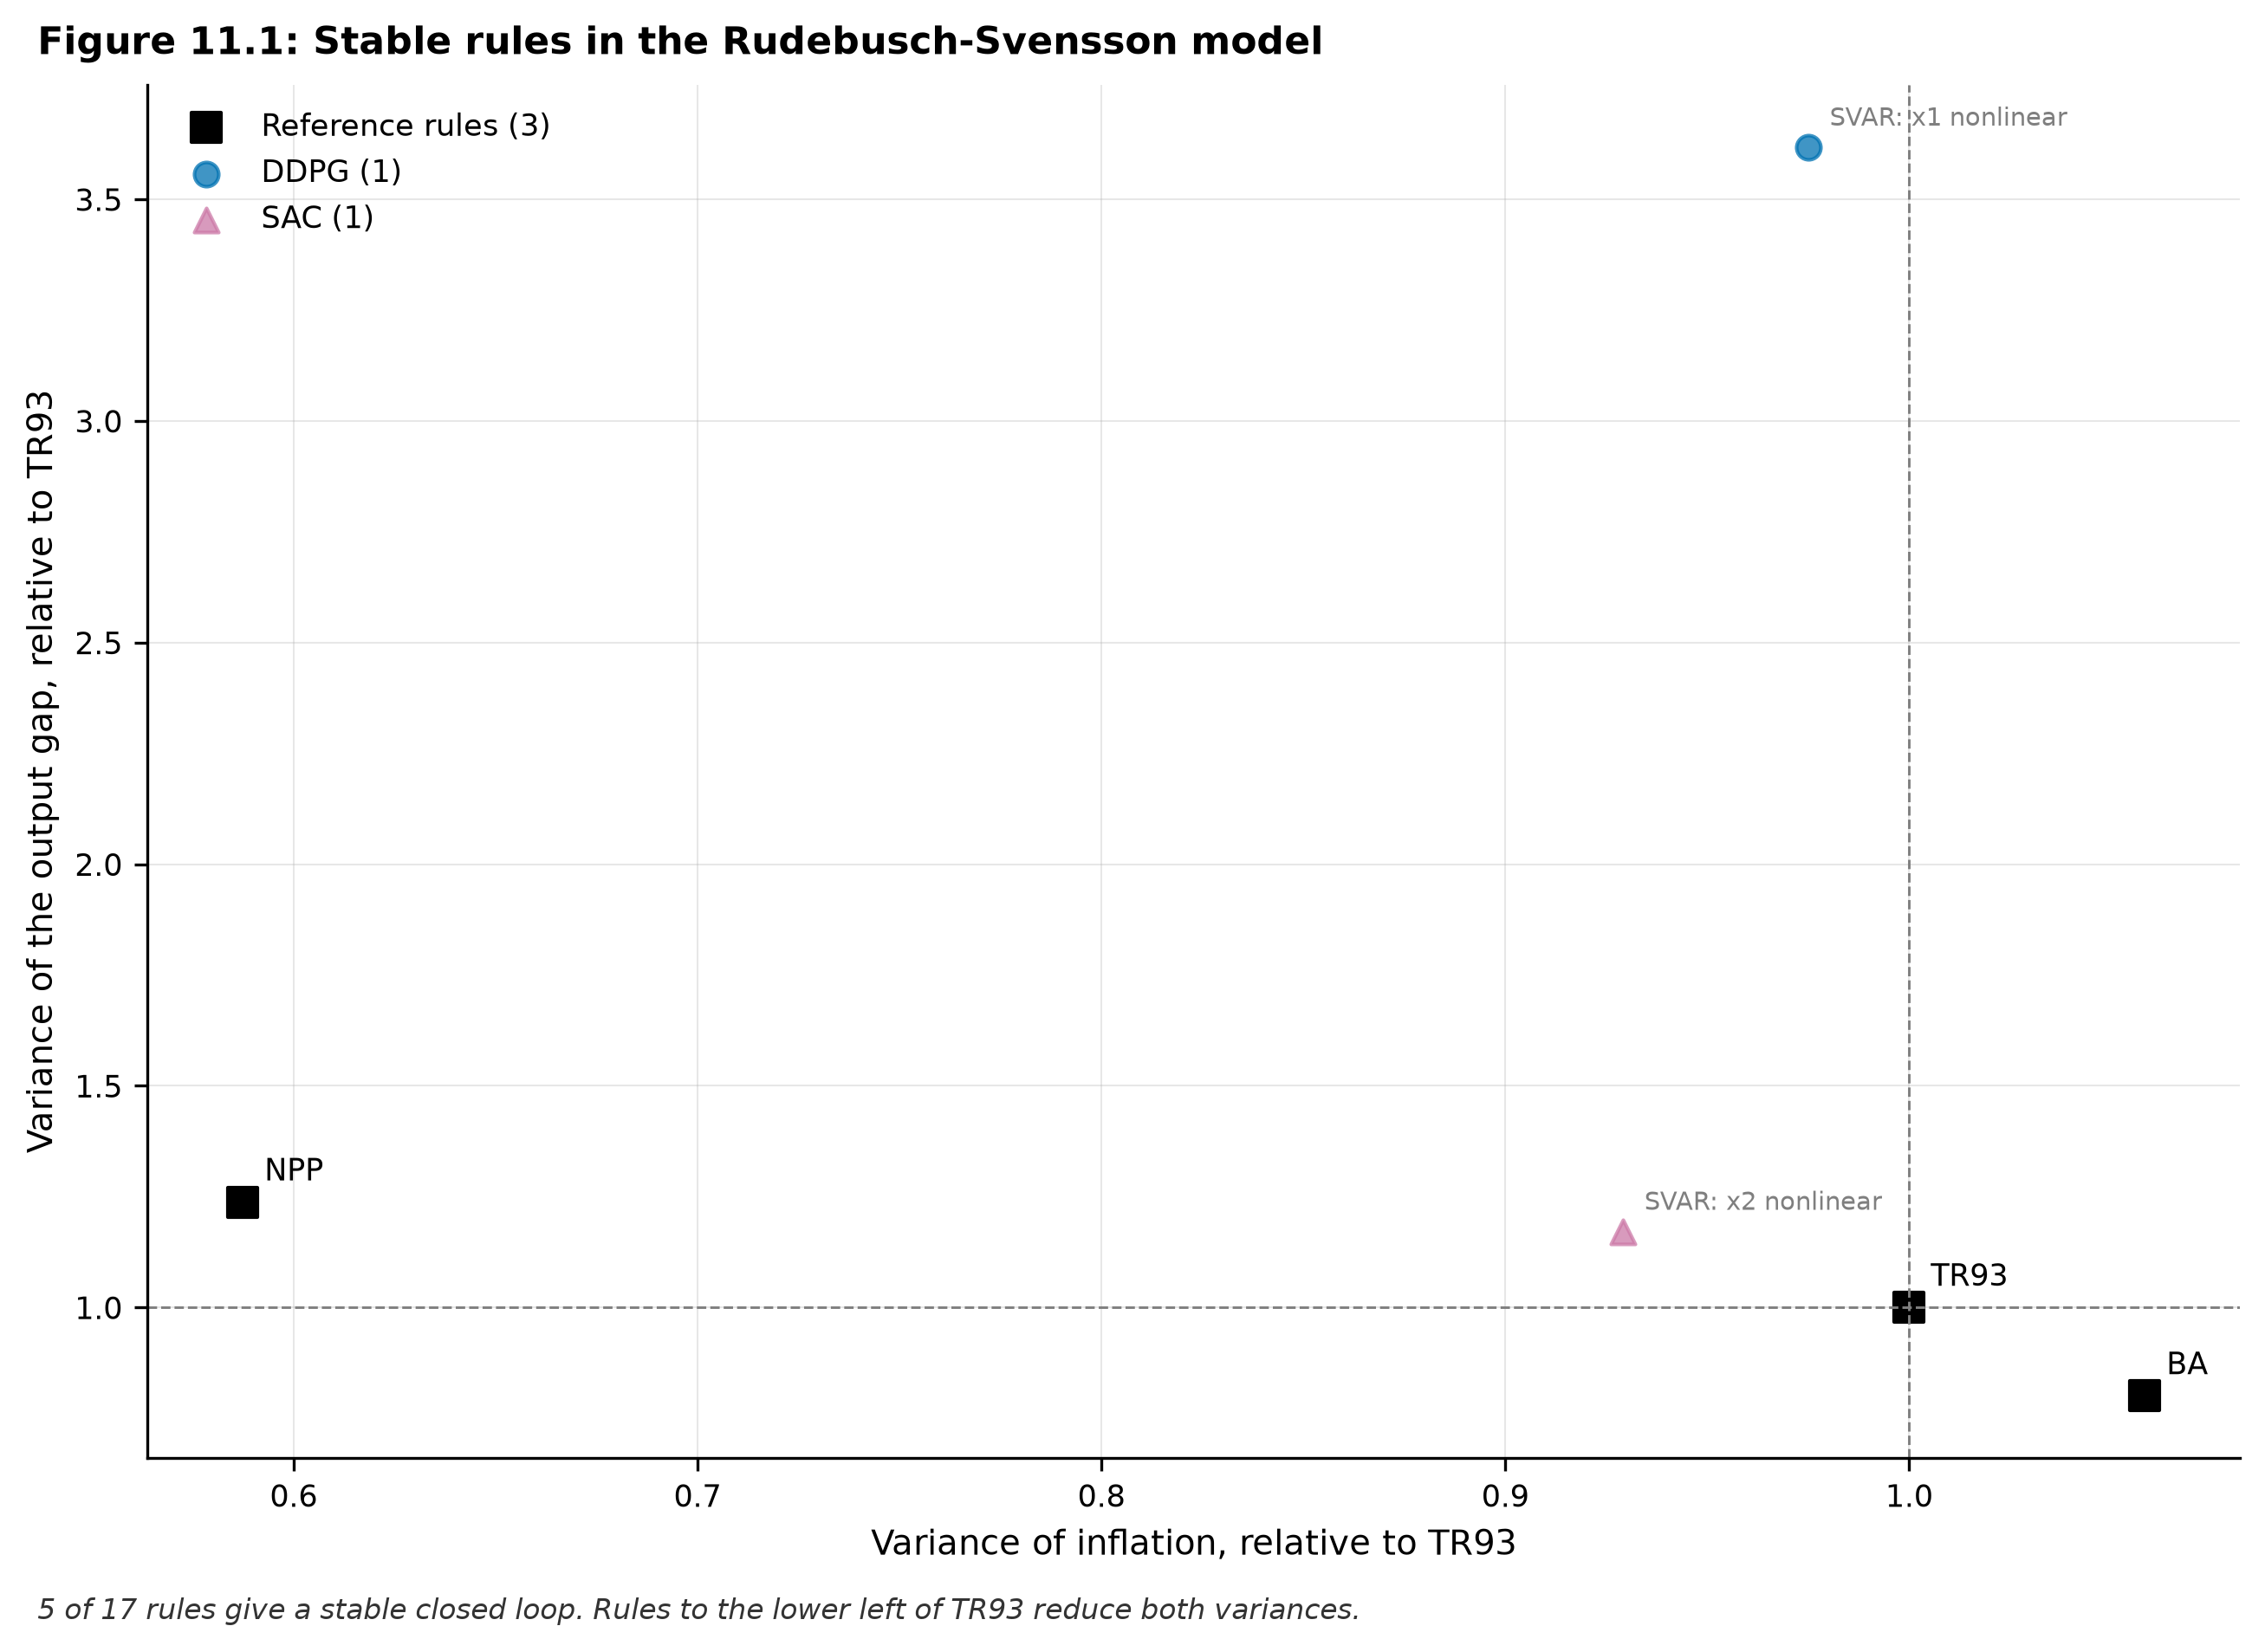 Figure 11.1: Stable rules in the Rudebusch-Svensson model
Reference rules (3)
DDPG (1)
SAC (1)
SVAR: x1 nonlinear
Variance of the output gap, relative to TR93
3.5
3.0
2.5
2.0
1.5
1.0
NPP
SVAR: x2 nonlinear
TR93
BA
0.6
0.7
0.8
0.9
1.0
Variance of inflation, relative to TR93
5 of 17 rules give a stable closed loop. Rules to the lower left of TR93 reduce both variances.